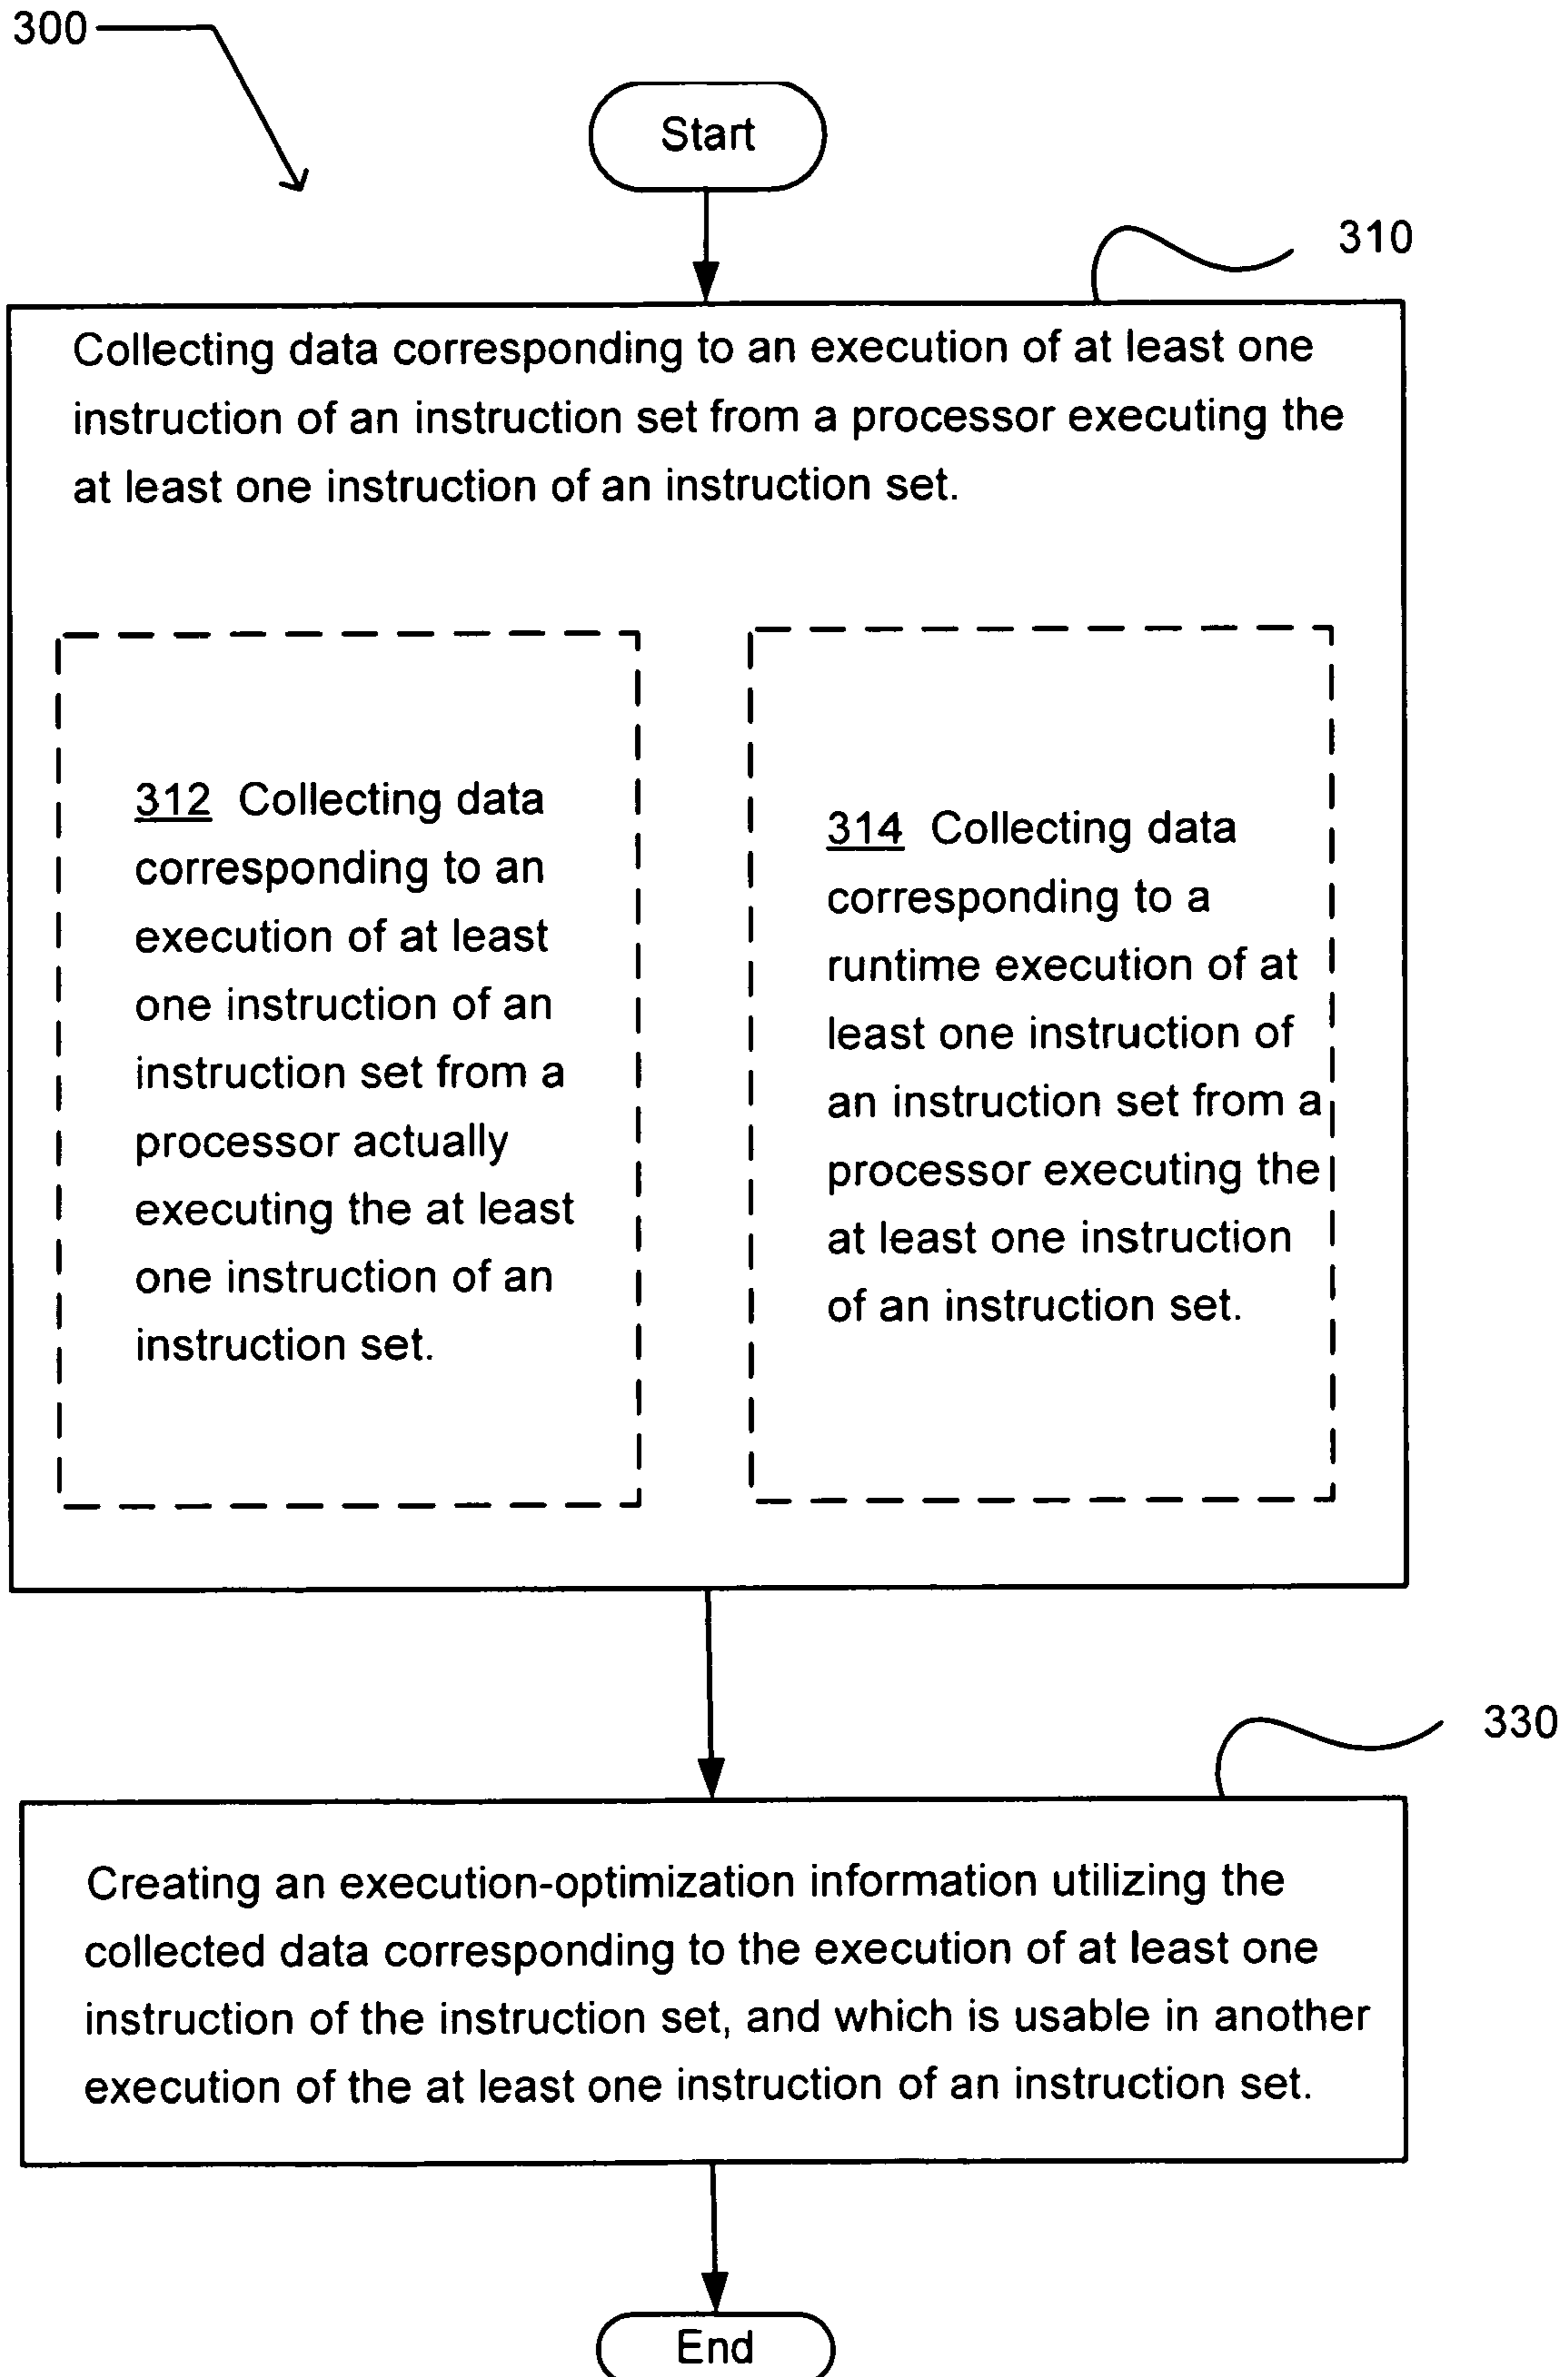 300
Start
310
Collecting data corresponding to an execution of at least one
instruction of an instruction set from a processor executing the
at least one instruction of an instruction set.
312 Collecting data
corresponding to an
execution of at least
one instruction of an
instruction set from a
processor actually
executing the at least
one instruction of an
instruction set.
314 Collecting data
corresponding to a
runtime execution of at
least one instruction of
an instruction set from a
processor executing the
at least one instruction
of an instruction set.
330
Creating an execution-optimization information utilizing the
collected data corresponding to the execution of at least one
instruction of the instruction set, and which is usable in another
execution of the at least one instruction of an instruction set.
End